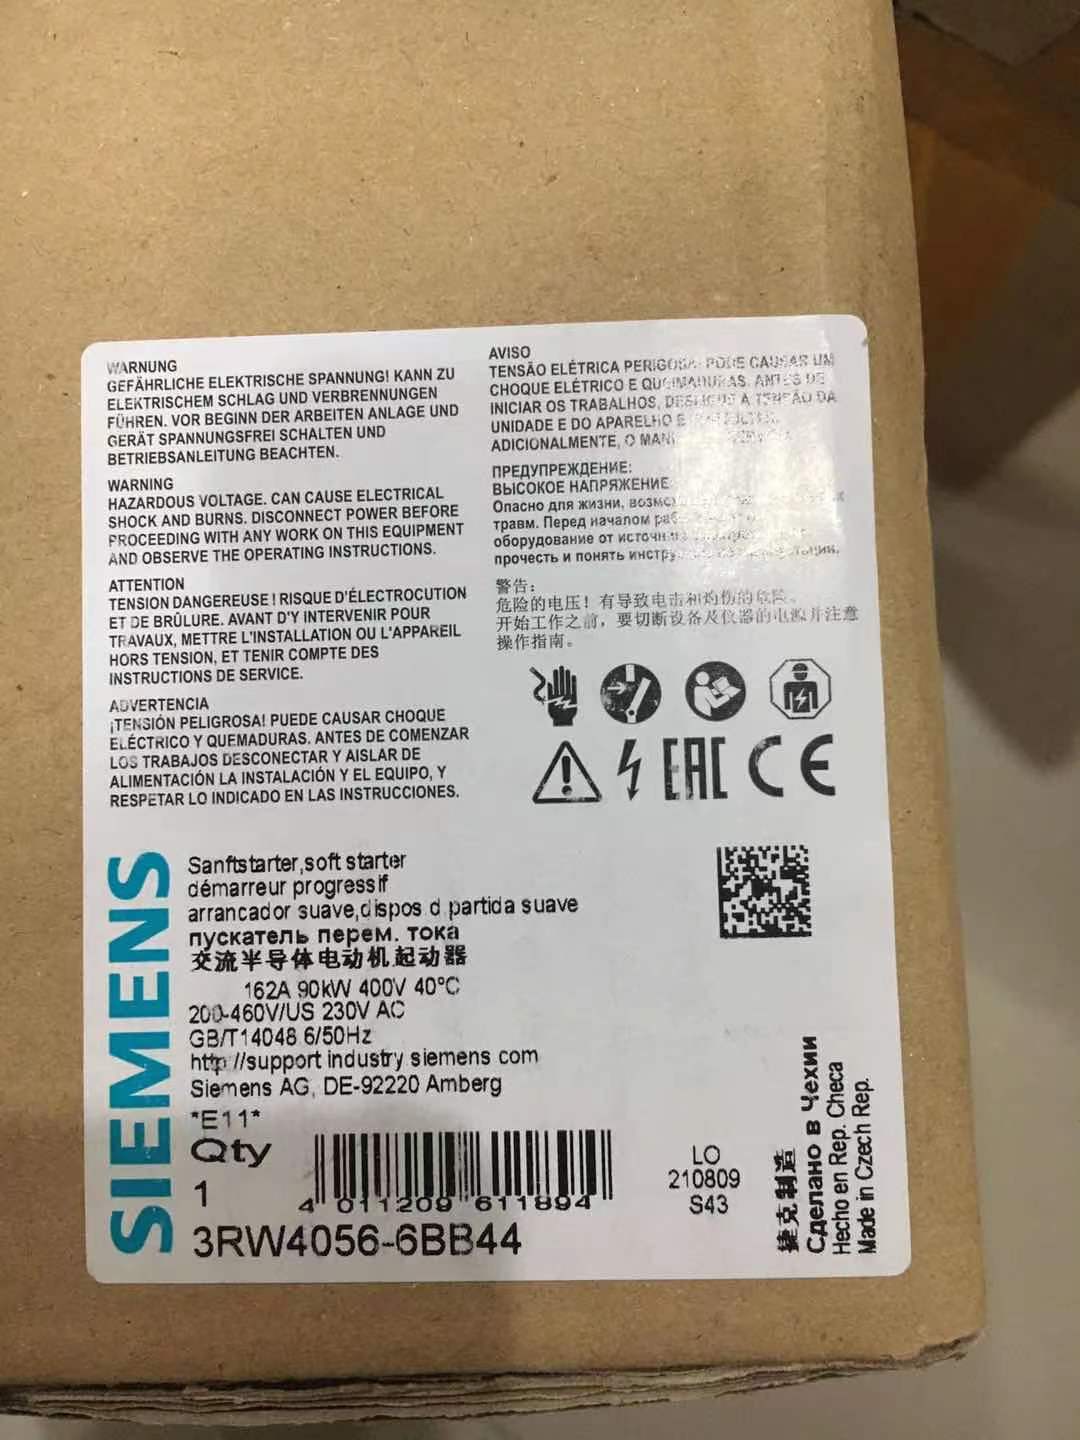 WARNUNG
GEFÄHRLICHE ELEKTRISCHE SPANNUNG! KANN ZU
ELEKTRISCHEM SCHLAG UND VERBRENNUNGEN
FÜHREN. VOR BEGINN DER ARBEITEN ANLAGE UND
GERÄT SPANNUNGSFREI SCHALTEN UND
BETRIEBSANLEITUNG BEACHTEN.
WARNING
HAZARDOUS VOLTAGE. CAN CAUSE ELECTRICAL
SHOCK AND BURNS. DISCONNECT POWER BEFORE
PROCEEDING WITH ANY WORK ON THIS EQUIPMENT
AND OBSERVE THE OPERATING INSTRUCTIONS.
ATTENTION
TENSION DANGEREUSE ! RISQUE D'ÉLECTROCUTION
ET DE BRÛLURE. AVANT D'Y INTERVENIR POUR
TRAVAUX, METTRE L'INSTALLATION OU L'APPAREIL
HORS TENSION, ET TENIR COMPTE DES
INSTRUCTIONS DE SERVICE.
ADVERTENCIA
¡TENSIÓN PELIGROSA! PUEDE CAUSAR CHOQUE
ELÉCTRICO Y QUEMADURAS. ANTES DE COMENZAR
LOS TRABAJOS DESCONECTAR Y AISLAR DE
ALIMENTACIÓN LA INSTALACIÓN Y EL EQUIPO, Y
RESPETAR LO INDICADO EN LAS INSTRUCCIONES.
AVISO
TENSÃO ELÉTRICA PERIGOSA. PODE CAUSAR UM
CHOQUE ELÉTRICO E QUEIMADURAS. ANTES DE
INICIAR OS TRABALHOS, DESLIGUE A TENSÃO DA
UNIDADE E DO APARELHO E
ADICIONALMENTE, O
ПРЕДУПРЕЖДЕНИЕ:
ВЫСОКОЕ НАПРЯЖЕНИЕ
Опасно для жизни,
травм. Перед началом
оборудование от
прочесть и понять
警告:
危险的电压！有导致电击和灼伤的危险。
开始工作之前，要切断设备及仪器的电源并注意
操作指南。
EAC CE
SIEMENS
Sanftstarter,soft starter
démarreur progressif
arrancador suave,dispos.d.partida suave
пускатель перем. тока
交流半导体电动机起动器
162A 90kW 400V 40°C
200-460V/US 230V AC
GB/T14048.6/50Hz
http://support.industry.siemens.com
Siemens AG, DE-92220 Amberg
*E11*
Qty
1
4 011209 611894
3RW4056-6BB44
LO
210809
S43
捷克制造
Сделано в Чехии
Hecho en Rep. Checa
Made in Czech Rep.